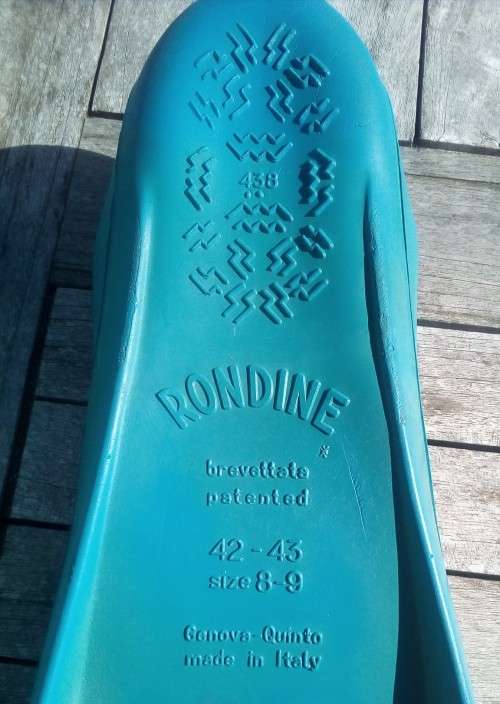 438
RONDINE
*
brevettata
patented
42-43
size 8-9
Genova-Quinto
made in Italy